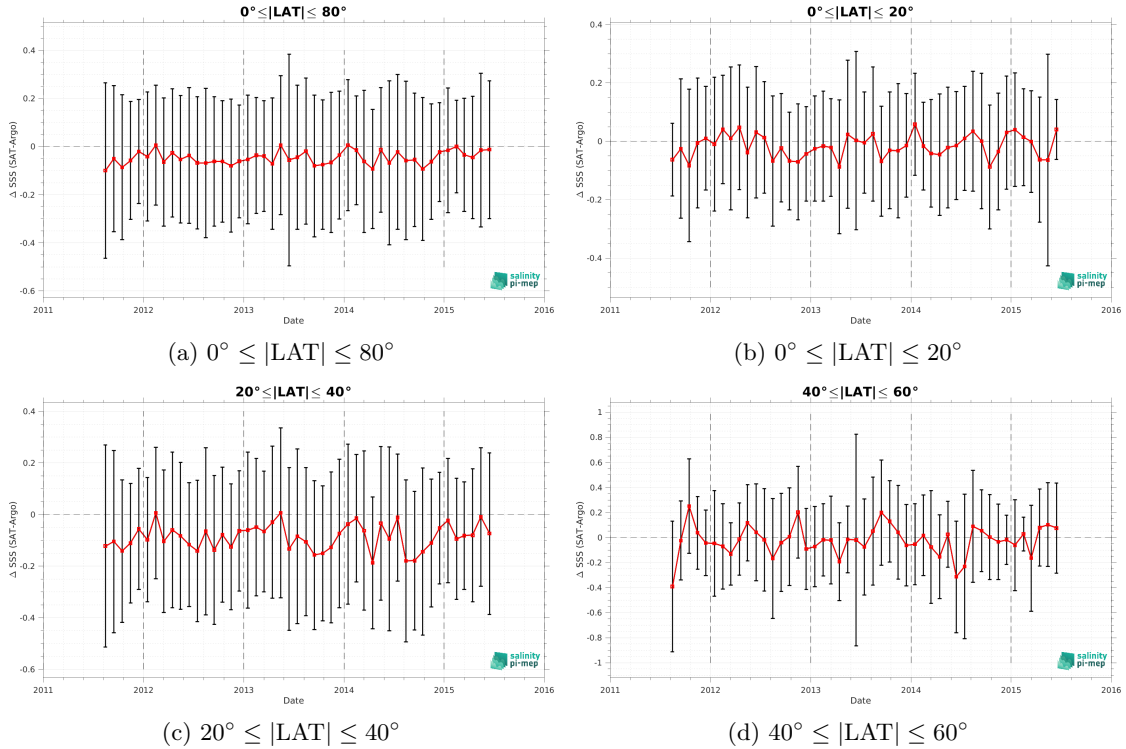 0°≤|LAT|≤ 80°
0.4
0.2
0
-0.2
-0.4
-0.6
Δ SSS (SAT-Argo)
2011
2012
2013
2014
2015
2016
Date
salinity
pi-mep
(a) 0° ≤ |LAT| ≤ 80°
0°≤|LAT|≤ 20°
0.4
0.2
0
-0.2
-0.4
Δ SSS (SAT-Argo)
2011
2012
2013
2014
2015
2016
Date
salinity
pi-mep
(b) 0° ≤ |LAT| ≤ 20°
20°≤|LAT|≤ 40°
0.4
0.2
0
-0.2
-0.4
-0.6
Δ SSS (SAT-Argo)
2011
2012
2013
2014
2015
2016
Date
salinity
pi-mep
(c) 20° ≤ |LAT| ≤ 40°
40°≤|LAT|≤ 60°
1
0.8
0.6
0.4
0.2
0
-0.2
-0.4
-0.6
-0.8
-1
Δ SSS (SAT-Argo)
2011
2012
2013
2014
2015
2016
Date
salinity
pi-mep
(d) 40° ≤ |LAT| ≤ 60°